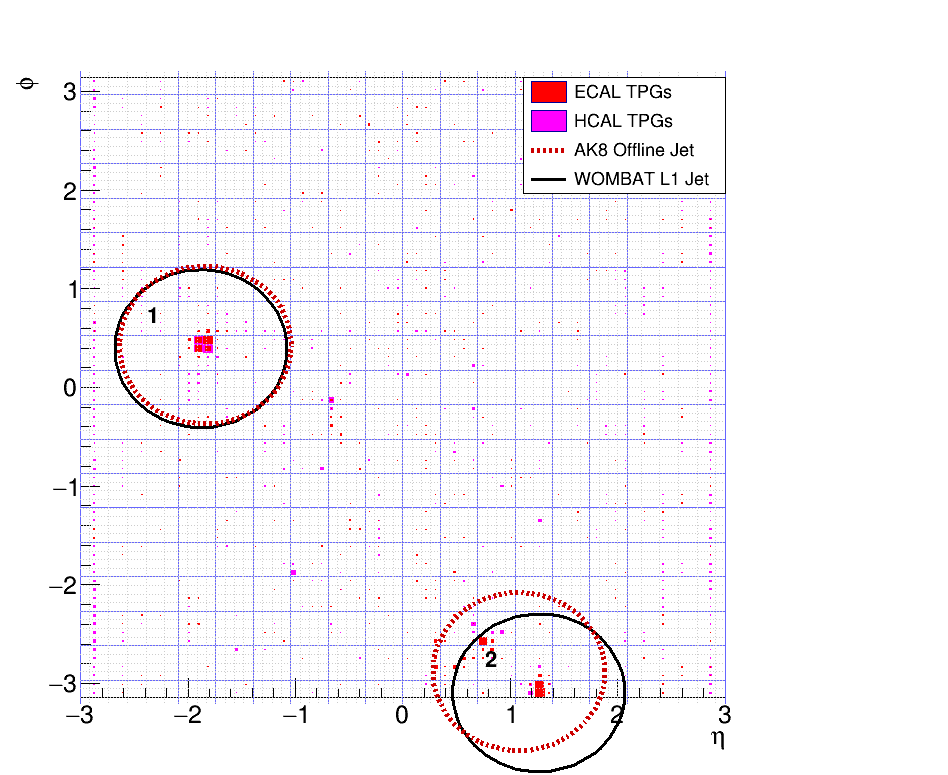 φ
3
2
1
0
−1
−2
−3
ECAL TPGs
HCAL TPGs
AK8 Offline Jet
WOMBAT L1 Jet
1
2
−3 −2 −1 0 1 2 3
η